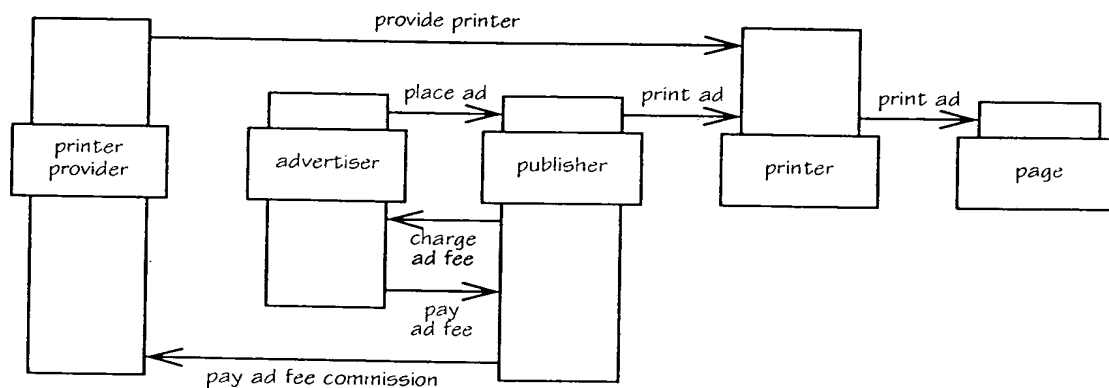 provide printer
place ad
print ad
print ad
printer
provider
advertiser
publisher
printer
page
charge
ad fee
pay
ad fee
pay ad fee commission